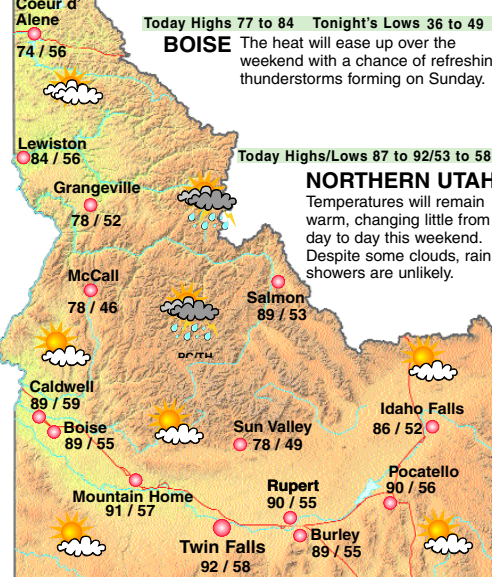 Coeur d'
Alene
74 / 56
Today Highs 77 to 84 Tonight's Lows 36 to 49
BOISE The heat will ease up over the
weekend with a chance of refreshin
thunderstorms forming on Sunday.
Lewiston
84 / 56
Today Highs/Lows 87 to 92/53 to 58
NORTHERN UTAH
Temperatures will remain
warm, changing little from
day to day this weekend.
Despite some clouds, rain
showers are unlikely.
Grangeville
78 / 52
McCall
78 / 46
Salmon
89 / 53
Caldwell
89 / 59
Boise
89 / 55
Sun Valley
78 / 49
Idaho Falls
86 / 52
Pocatello
90 / 56
Mountain Home
91 / 57
Rupert
90 / 55
Burley
89 / 55
Twin Falls
92 / 58